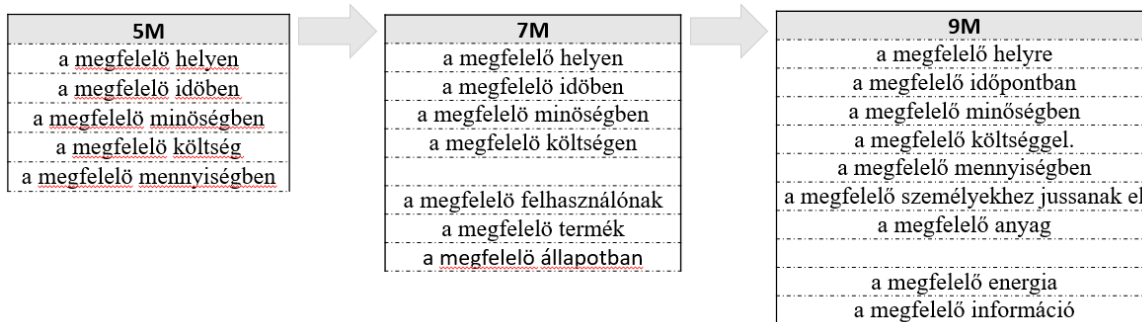 5M
a megfelelö helyen
a megfelelö idöben
a megfelelö minöségben
a megfelelö költség
a megfelelö mennyiségben
7M
a megfelelő helyen
a megfelelö idöben
a megfelelö minöségben
a megfelelö költségen
a megfelelö felhasználónak
a megfelelö termék
a megfelelö állapotban
9M
a megfelelő helyre
a megfelelő időpontban
a megfelelő minőségben
a megfelelő költséggel.
a megfelelő mennyiségben
a megfelelő személyekhez jussanak el
a megfelelő anyag
a megfelelő energia
a megfelelő információ